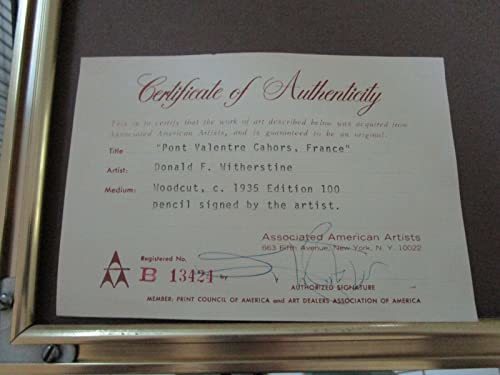 Certificate of Authenticity
This is to certify that the work of art described below was acquired from
Associated American Artists, and is guaranteed to be an original.
Title "Pont Valentre Cahors, France"
Artist: Donald F. Witherstine
Medium: Woodcut, c. 1935 Edition 100
pencil signed by the artist.
Associated American Artists
663 Fifth Avenue, New York, N. Y. 10022
Registered No.
B 13424 by
AUTHORIZED SIGNATURE
MEMBER: PRINT COUNCIL OF AMERICA and ART DEALERS ASSOCIATION OF AMERICA